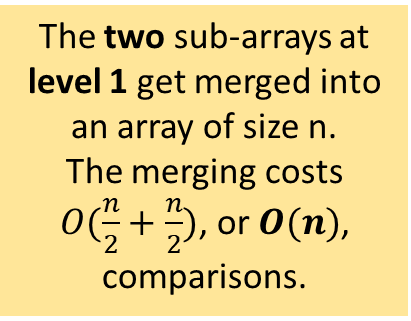 The two sub-arrays at
level 1 get merged into
an array of size n.
The merging costs
O(n/2 + n/2), or O(n),
comparisons.